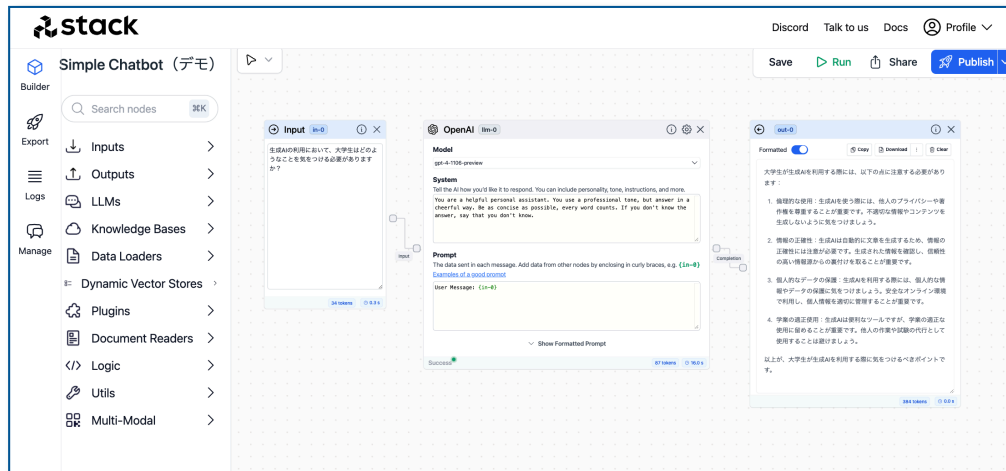 stack
Discord Talk to us Docs Profile
Simple Chatbot（デモ）
Save Run Share Publish
Builder
Search nodes ⌘K
Export
Logs
Manage
Inputs
Outputs
LLMs
Knowledge Bases
Data Loaders
Dynamic Vector Stores
Plugins
Document Readers
Logic
Utils
Multi-Modal
Input in-0
生成AIの利用において、大学生はどのよ
うなことを気をつける必要があります
か？
34 tokens 0.3 s
Input
OpenAI llm-0
Model
gpt-4-1106-preview
System
Tell the AI how you'd like it to respond. You can include personality, tone, instructions, and more.
You are a helpful personal assistant. You use a professional tone, but answer in a
cheerful way. Be as concise as possible, every word counts. If you don't know the
answer, say that you don't know.
Prompt
The data sent in each message. Add data from other nodes by enclosing in curly braces, e.g. {in-0}
Examples of a good prompt
User Message: {in-0}
Show Formatted Prompt
Success
67 tokens 16.0 s
Completion
out-0
Formatted Copy Download Clear
大学生が生成AIを利用する際には、以下の点に注意する必要があり
ます：
1. 倫理的な使用：生成AIを使う際には、他人のプライバシーや著
作権を尊重することが重要です。不適切な情報やコンテンツを
生成しないように気をつけましょう。
2. 情報の正確性：生成AIは自動的に文章を生成するため、情報の
正確性には注意が必要です。生成された情報を確認し、信頼性
の高い情報源からの裏付けを取ることが重要です。
3. 個人的なデータの保護：生成AIを利用する際には、個人的な情
報やデータの保護に気をつけましょう。安全なオンライン環境
で利用し、個人情報を適切に管理することが重要です。
4. 学業の適正使用：生成AIは便利なツールですが、学業の適正な
使用に留めることが重要です。他人の作業や試験の代行として
使用することは避けましょう。
以上が、大学生が生成AIを利用する際に気をつけるべきポイントで
す。
384 tokens 0.0 s